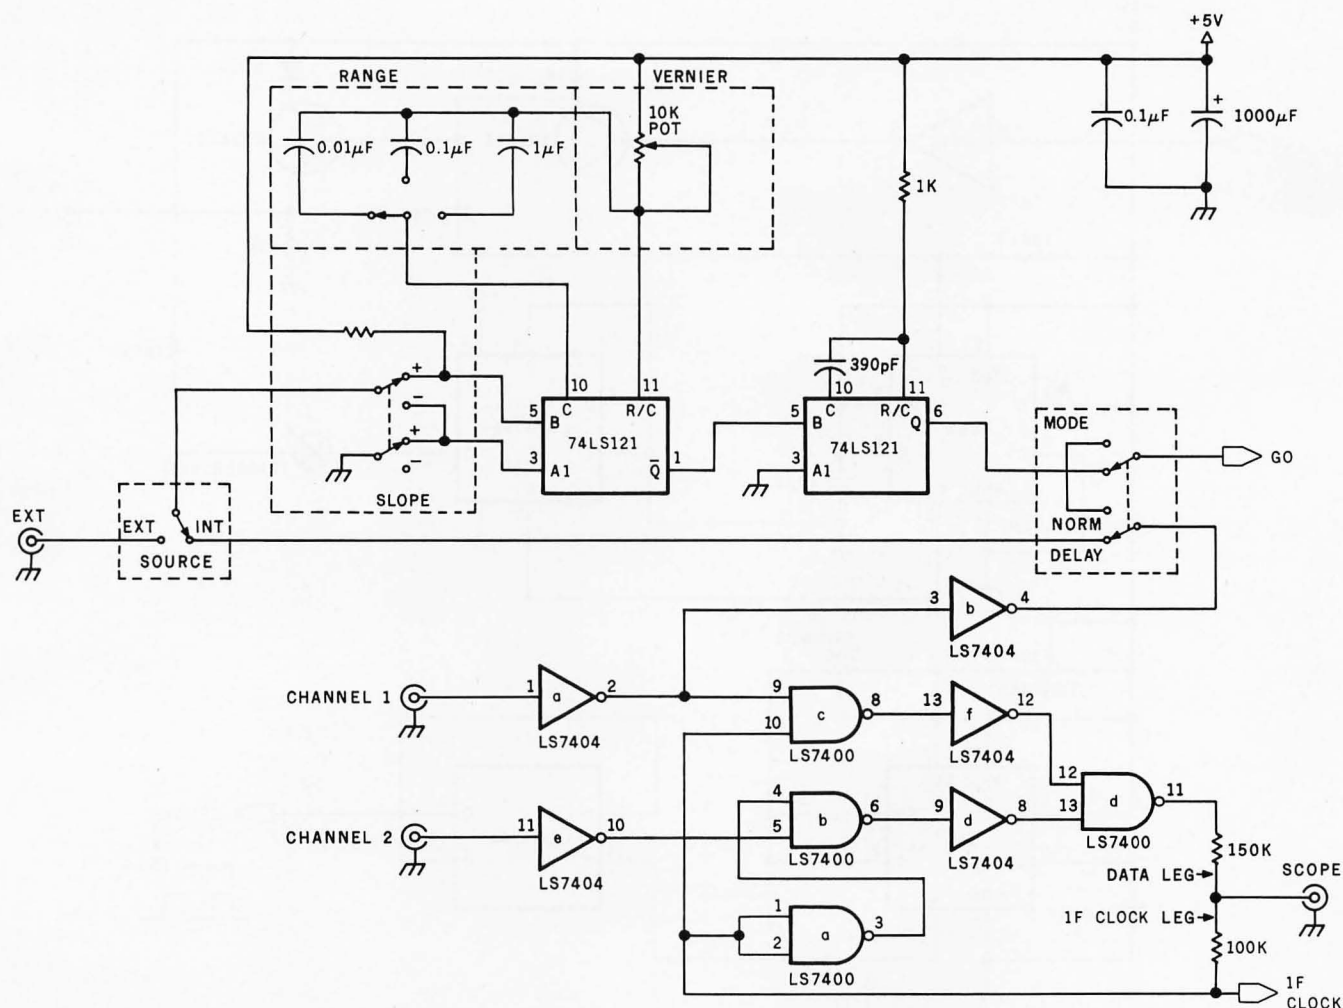 +5V
RANGE
VERNIER
10K
POT
0.01µF
0.1µF
1µF
0.1µF
+
1000µF
1K
390pF
+
10
11
10
11
5
C
R/C
B
74LS121
-
+
3
A1
Q̅
1
-
SLOPE
5
C
R/C
6
B
Q
74LS121
3
A1
MODE
GO
NORM
DELAY
EXT
EXT
INT
SOURCE
3
b
4
LS7404
CHANNEL 1
1
a
2
LS7404
9
10
c
8
LS7400
13
f
12
LS7404
12
13
d
11
LS7400
CHANNEL 2
11
e
10
LS7404
4
5
b
6
LS7400
9
d
8
LS7404
150K
DATA LEG
SCOPE
1F CLOCK LEG
100K
1
2
a
3
LS7400
1F
CLOCK